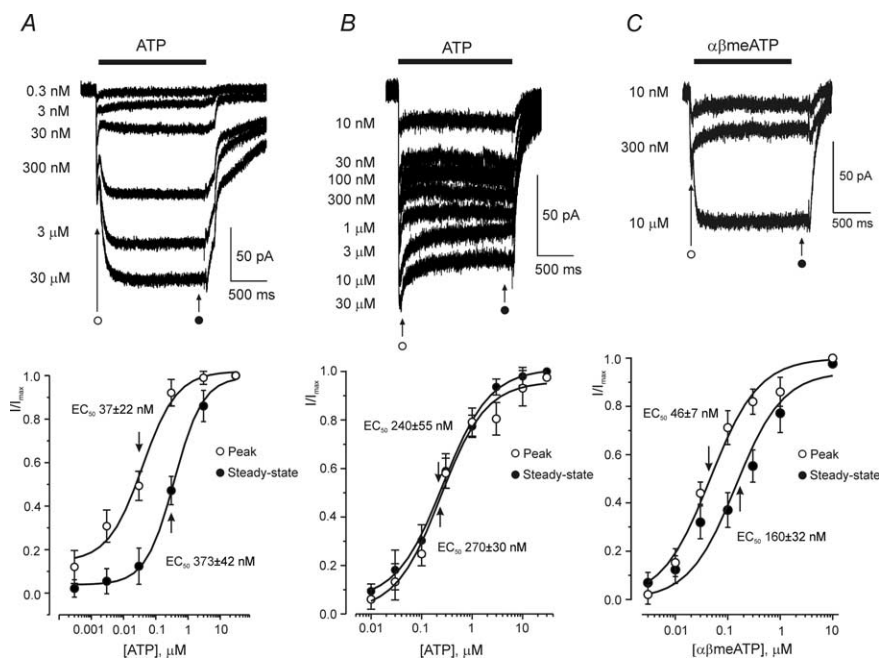 A
ATP
0.3 nM
3 nM
30 nM
300 nM
3 μM
30 μM
50 pA
500 ms
B
ATP
10 nM
30 nM
100 nM
300 nM
1 μM
3 μM
10 μM
30 μM
50 pA
500 ms
C
αβmeATP
10 nM
300 nM
10 μM
50 pA
500 ms
I/Imax
1.0
0.8
0.6
0.4
0.2
0.0
EC50 37±22 nM
Peak
Steady-state
EC50 373±42 nM
0.001 0.01 0.1 1 10
[ATP], μM
I/Imax
1.0
0.8
0.6
0.4
0.2
0.0
EC50 240±55 nM
Peak
Steady-state
EC50 270±30 nM
0.01 0.1 1 10
[ATP], μM
I/Imax
1.0
0.8
0.6
0.4
0.2
0.0
EC50 46±7 nM
Peak
Steady-state
EC50 160±32 nM
0.01 0.1 1 10
[αβmeATP], μM